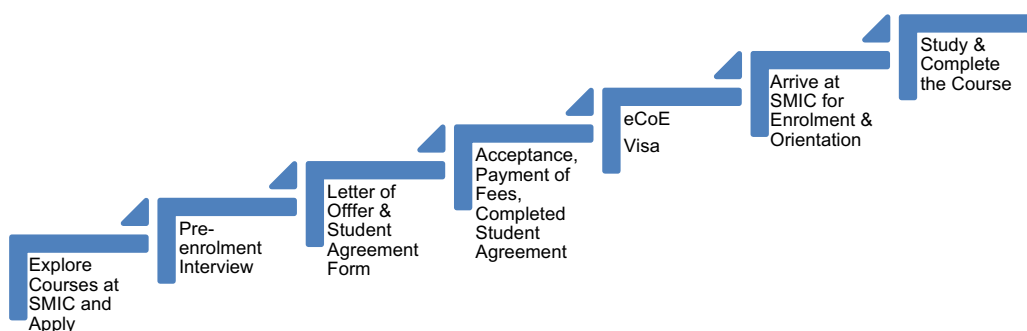 Explore
Courses at
SMIC and
Apply
Pre-
enrolment
Interview
Letter of
Offfer &
Student
Agreement
Form
Acceptance,
Payment of
Fees,
Completed
Student
Agreement
eCoE
Visa
Arrive at
SMIC for
Enrolment &
Orientation
Study &
Complete
the Course